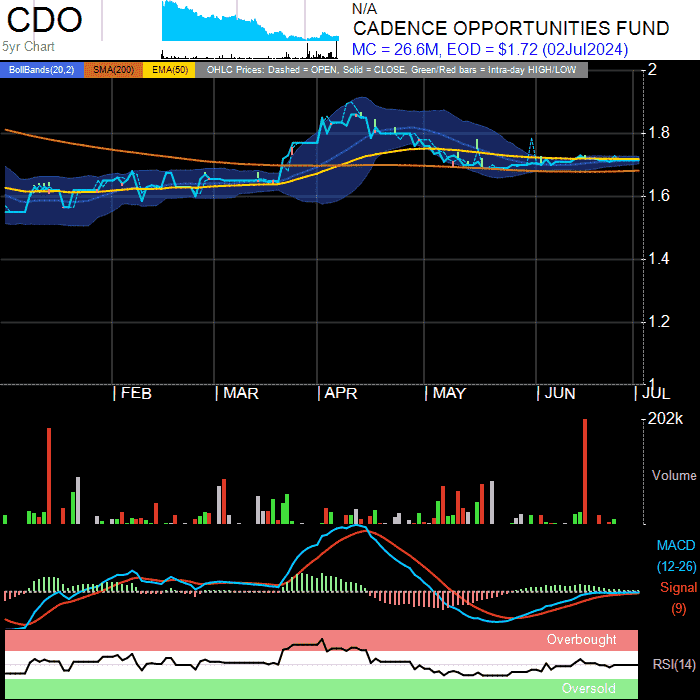 CDO
N/A
CADENCE OPPORTUNITIES FUND
5yr Chart
MC = 26.6M, EOD = $1.72 (02Jul2024)
BollBands(20,2) SMA(200) EMA(50) OHLC Prices: Dashed = OPEN, Solid = CLOSE, Green/Red bars = Intra-day HIGH/LOW
2
1.8
1.6
1.4
1.2
1
FEB MAR APR MAY JUN JUL
202k
Volume
MACD
(12-26)
Signal
(9)
Overbought
RSI(14)
Oversold